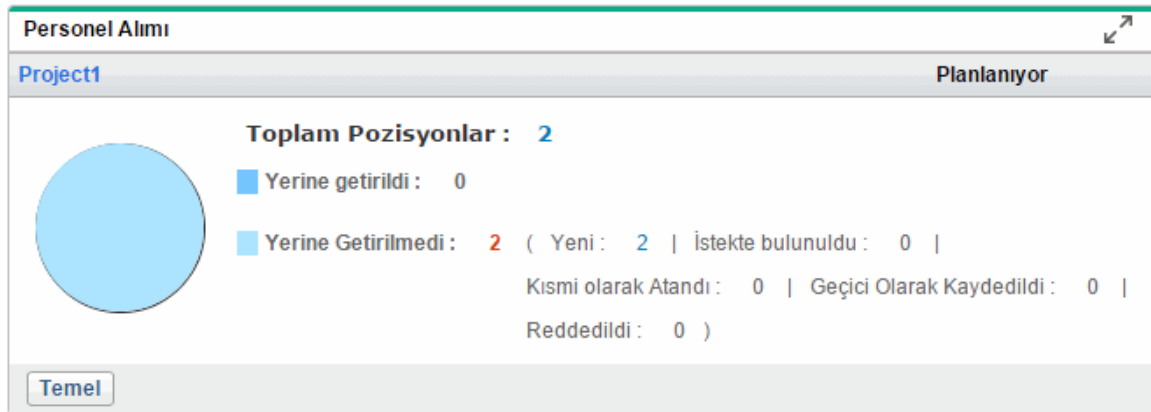 Personel Alımı
Project1 Planlanıyor
Toplam Pozisyonlar : 2
Yerine getirildi : 0
Yerine Getirilmedi : 2 ( Yeni : 2 | İstekte bulunuldu : 0 |
Kısmi olarak Atandı : 0 | Geçici Olarak Kaydedildi : 0 |
Reddedildi : 0 )
Temel